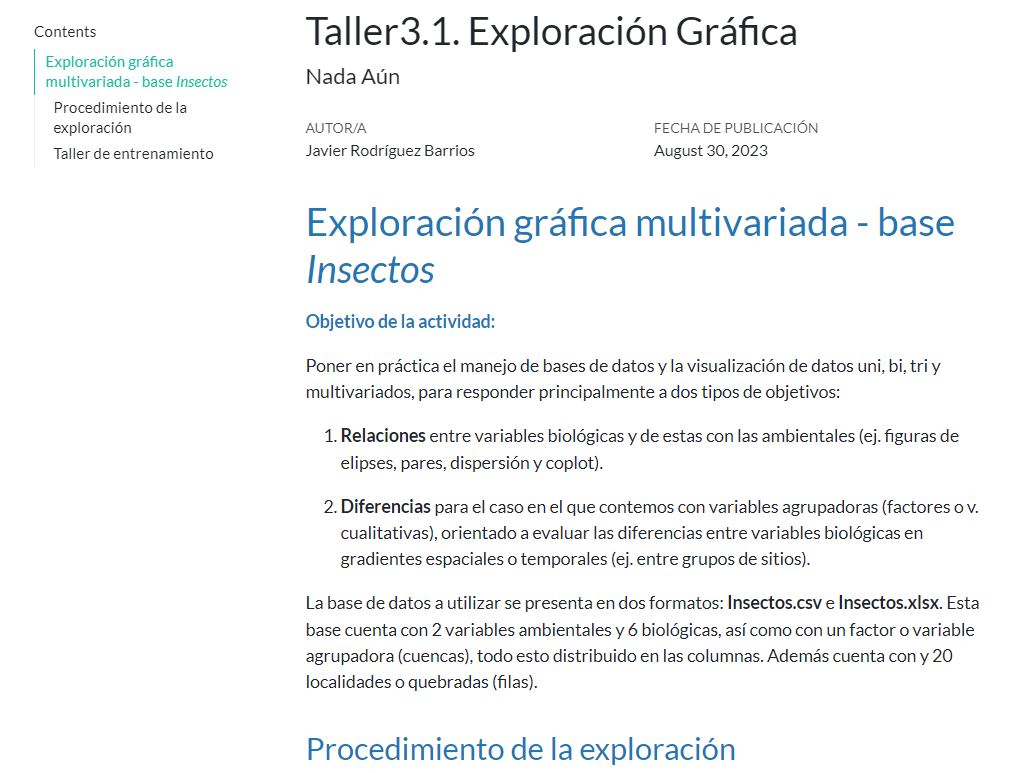 Contents
Exploración gráfica
multivariada - base Insectos
Procedimiento de la
exploración
Taller de entrenamiento
Taller3.1. Exploración Gráfica
Nada Aún
AUTOR/A
Javier Rodríguez Barrios
FECHA DE PUBLICACIÓN
August 30, 2023
Exploración gráfica multivariada - base
Insectos
Objetivo de la actividad:
Poner en práctica el manejo de bases de datos y la visualización de datos uni, bi, tri y
multivariados, para responder principalmente a dos tipos de objetivos:
1. Relaciones entre variables biológicas y de estas con las ambientales (ej. figuras de
elipses, pares, dispersión y coplot).
2. Diferencias para el caso en el que contemos con variables agrupadoras (factores o v.
cualitativas), orientado a evaluar las diferencias entre variables biológicas en
gradientes espaciales o temporales (ej. entre grupos de sitios).
La base de datos a utilizar se presenta en dos formatos: Insectos.csv e Insectos.xlsx. Esta
base cuenta con 2 variables ambientales y 6 biológicas, así como con un factor o variable
agrupadora (cuencas), todo esto distribuido en las columnas. Además cuenta con y 20
localidades o quebradas (filas).
Procedimiento de la exploración